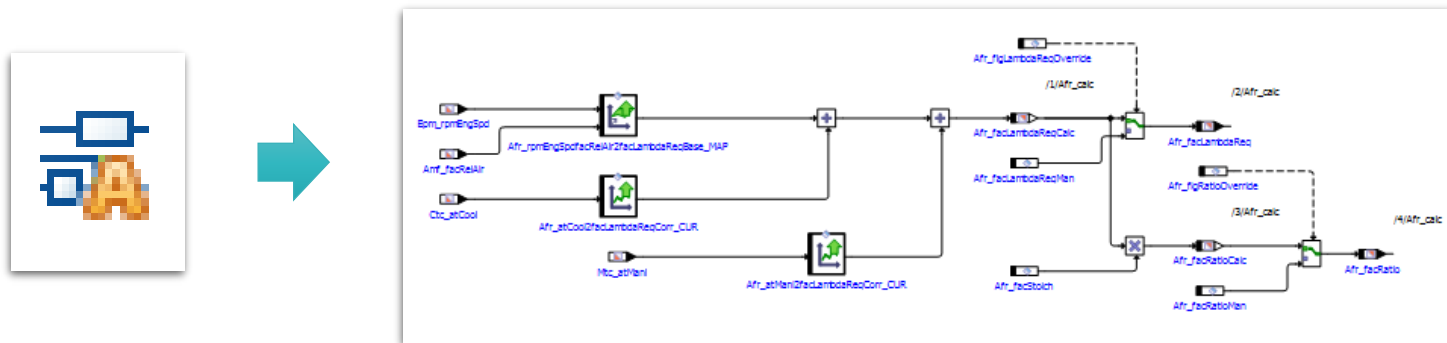 Afr_flgLambdaReqOverride
/1/Afr_calc
/2/Afr_calc
Epm_rpmEngSpd
Afr_facLambdaReqCalc
Afr_facLambdaReq
Afr_rpmEngSpdfacRelAir2facLambdaReqBase_MAP
Amf_facRelAir
Afr_facLambdaReqMan
Afr_flgRatioOverride
Ctc_atCool
/3/Afr_calc
/4/Afr_calc
Afr_atCool2facLambdaReqCorr_CUR
Afr_facRatioCalc
Mtc_atMani
Afr_facRatio
Afr_atMani2facLambdaReqCorr_CUR
Afr_facStoich
Afr_facRatioMan